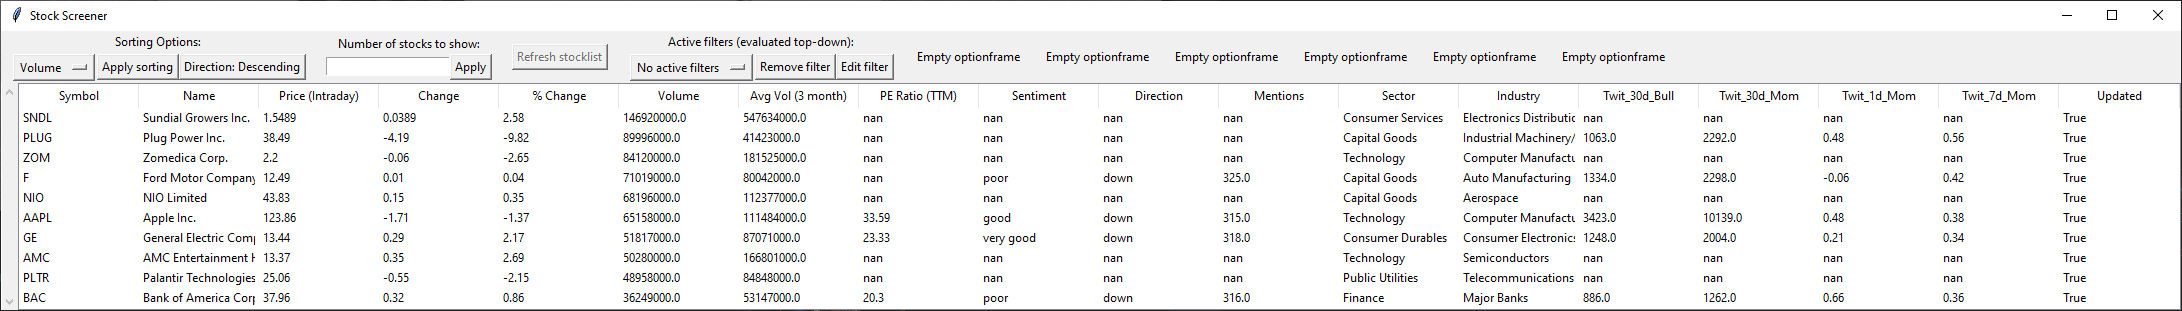 Stock Screener
Sorting Options:
Number of stocks to show:
Active filters (evaluated top-down):
Volume Apply sorting Direction: Descending Apply Refresh stocklist No active filters Remove filter Edit filter Empty optionframe Empty optionframe Empty optionframe Empty optionframe Empty optionframe Empty optionframe
Symbol Name Price (Intraday) Change % Change Volume Avg Vol (3 month) PE Ratio (TTM) Sentiment Direction Mentions Sector Industry Twit_30d_Bull Twit_30d_Mom Twit_1d_Mom Twit_7d_Mom Updated
SNDL Sundial Growers Inc. 1.5489 0.0389 2.58 146920000.0 547634000.0 nan nan nan nan Consumer Services Electronics Distributic nan nan nan nan True
PLUG Plug Power Inc. 38.49 -4.19 -9.82 89996000.0 41423000.0 nan nan nan nan Capital Goods Industrial Machinery/ 1063.0 2292.0 0.48 0.56 True
ZOM Zomedica Corp. 2.2 -0.06 -2.65 84120000.0 181525000.0 nan nan nan nan Technology Computer Manufactu nan nan nan nan True
F Ford Motor Company 12.49 0.01 0.04 71019000.0 80042000.0 nan poor down 325.0 Capital Goods Auto Manufacturing 1334.0 2298.0 -0.06 0.42 True
NIO NIO Limited 43.83 0.15 0.35 68196000.0 112377000.0 nan nan nan nan Capital Goods Aerospace nan nan nan nan True
AAPL Apple Inc. 123.86 -1.71 -1.37 65158000.0 111484000.0 33.59 good down 315.0 Technology Computer Manufactu 3423.0 10139.0 0.48 0.38 True
GE General Electric Comp 13.44 0.29 2.17 51817000.0 87071000.0 23.33 very good down 318.0 Consumer Durables Consumer Electronics 1248.0 2004.0 0.21 0.34 True
AMC AMC Entertainment H 13.37 0.35 2.69 50280000.0 166801000.0 nan nan nan nan Technology Semiconductors nan nan nan nan True
PLTR Palantir Technologies 25.06 -0.55 -2.15 48958000.0 84848000.0 nan nan nan nan Public Utilities Telecommunications nan nan nan nan True
BAC Bank of America Corp 37.96 0.32 0.86 36249000.0 53147000.0 20.3 poor down 316.0 Finance Major Banks 886.0 1262.0 0.66 0.36 True